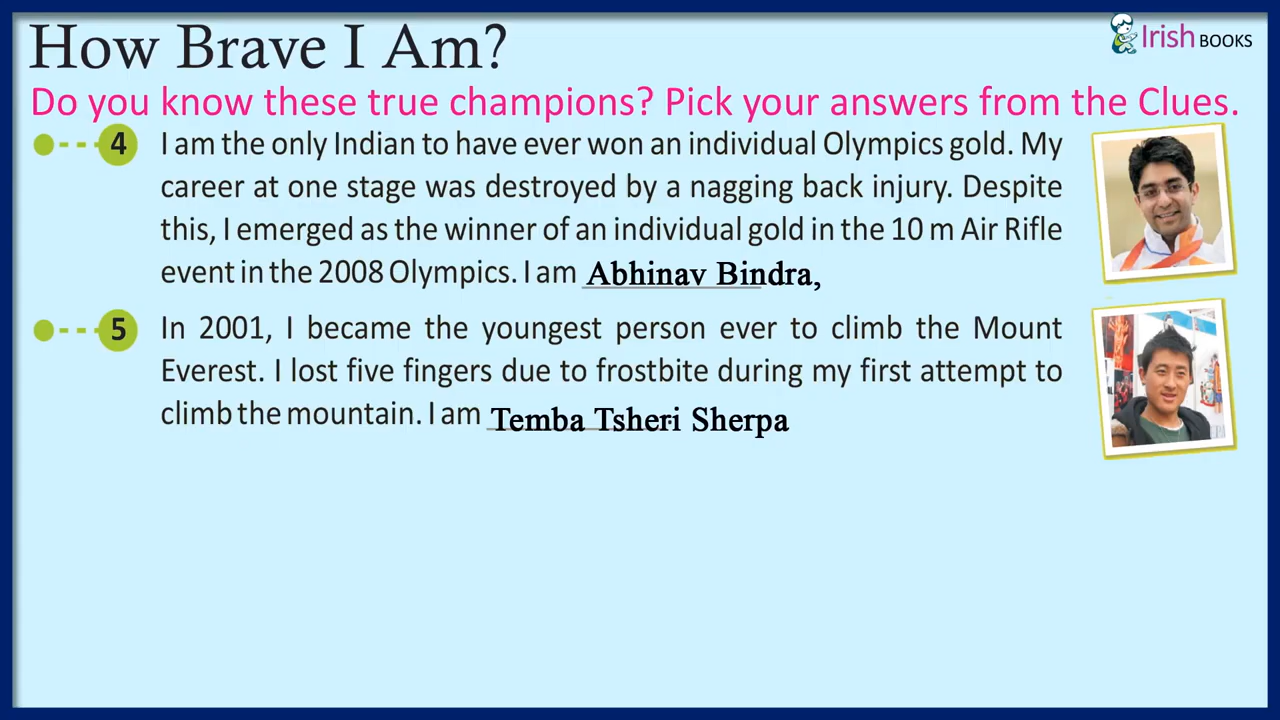 How Brave I Am?
Irish BOOKS
Do you know these true champions? Pick your answers from the Clues.
4 I am the only Indian to have ever won an individual Olympics gold. My
career at one stage was destroyed by a nagging back injury. Despite
this, I emerged as the winner of an individual gold in the 10 m Air Rifle
event in the 2008 Olympics. I am Abhinav Bindra,
5 In 2001, I became the youngest person ever to climb the Mount
Everest. I lost five fingers due to frostbite during my first attempt to
climb the mountain. I am Temba Tsheri Sherpa